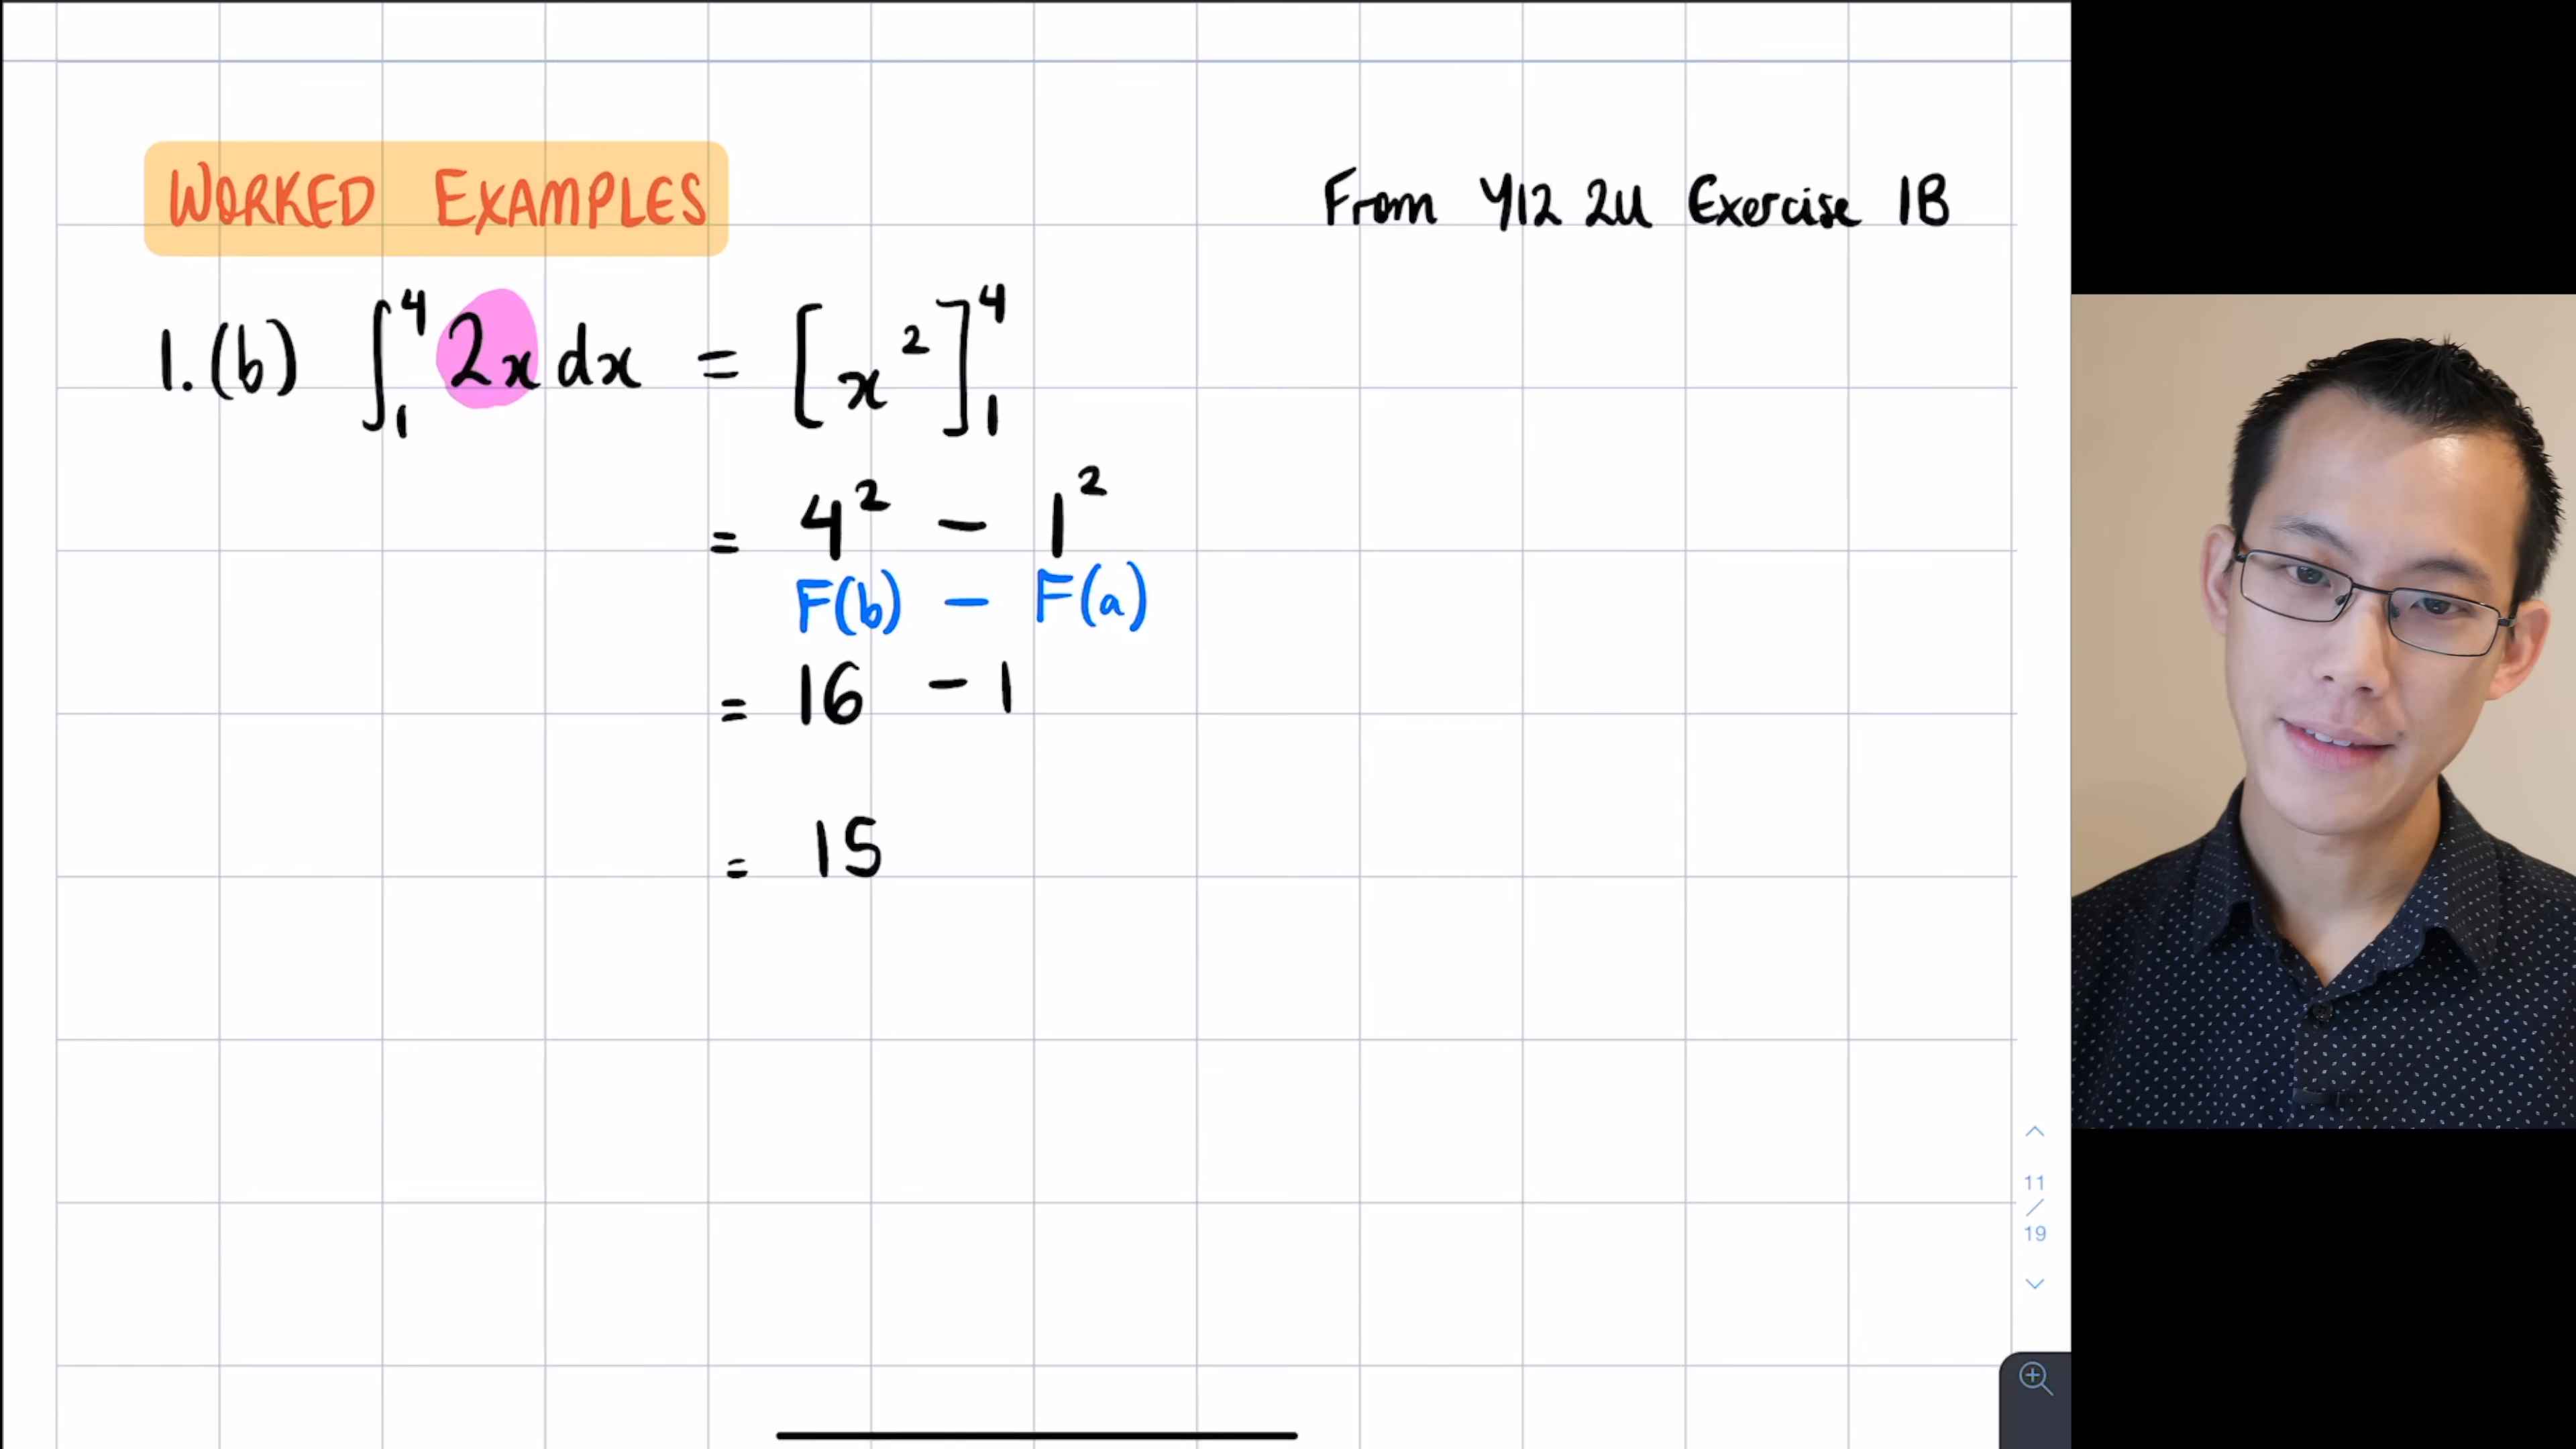 WORKED EXAMPLES
From Y12 2U Exercise 1B
1.(b) ∫₁⁴ 2x dx = [x²]₁⁴
= 4² − 1²
F(b) − F(a)
= 16 − 1
= 15
11
/
19